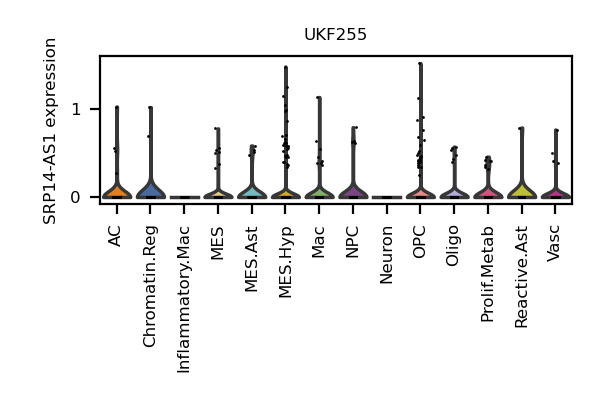 UKF255
SRP14-AS1 expression
1
0
AC
Chromatin.Reg
Inflammatory.Mac
MES
MES.Ast
MES.Hyp
Mac
NPC
Neuron
OPC
Oligo
Prolif.Metab
Reactive.Ast
Vasc